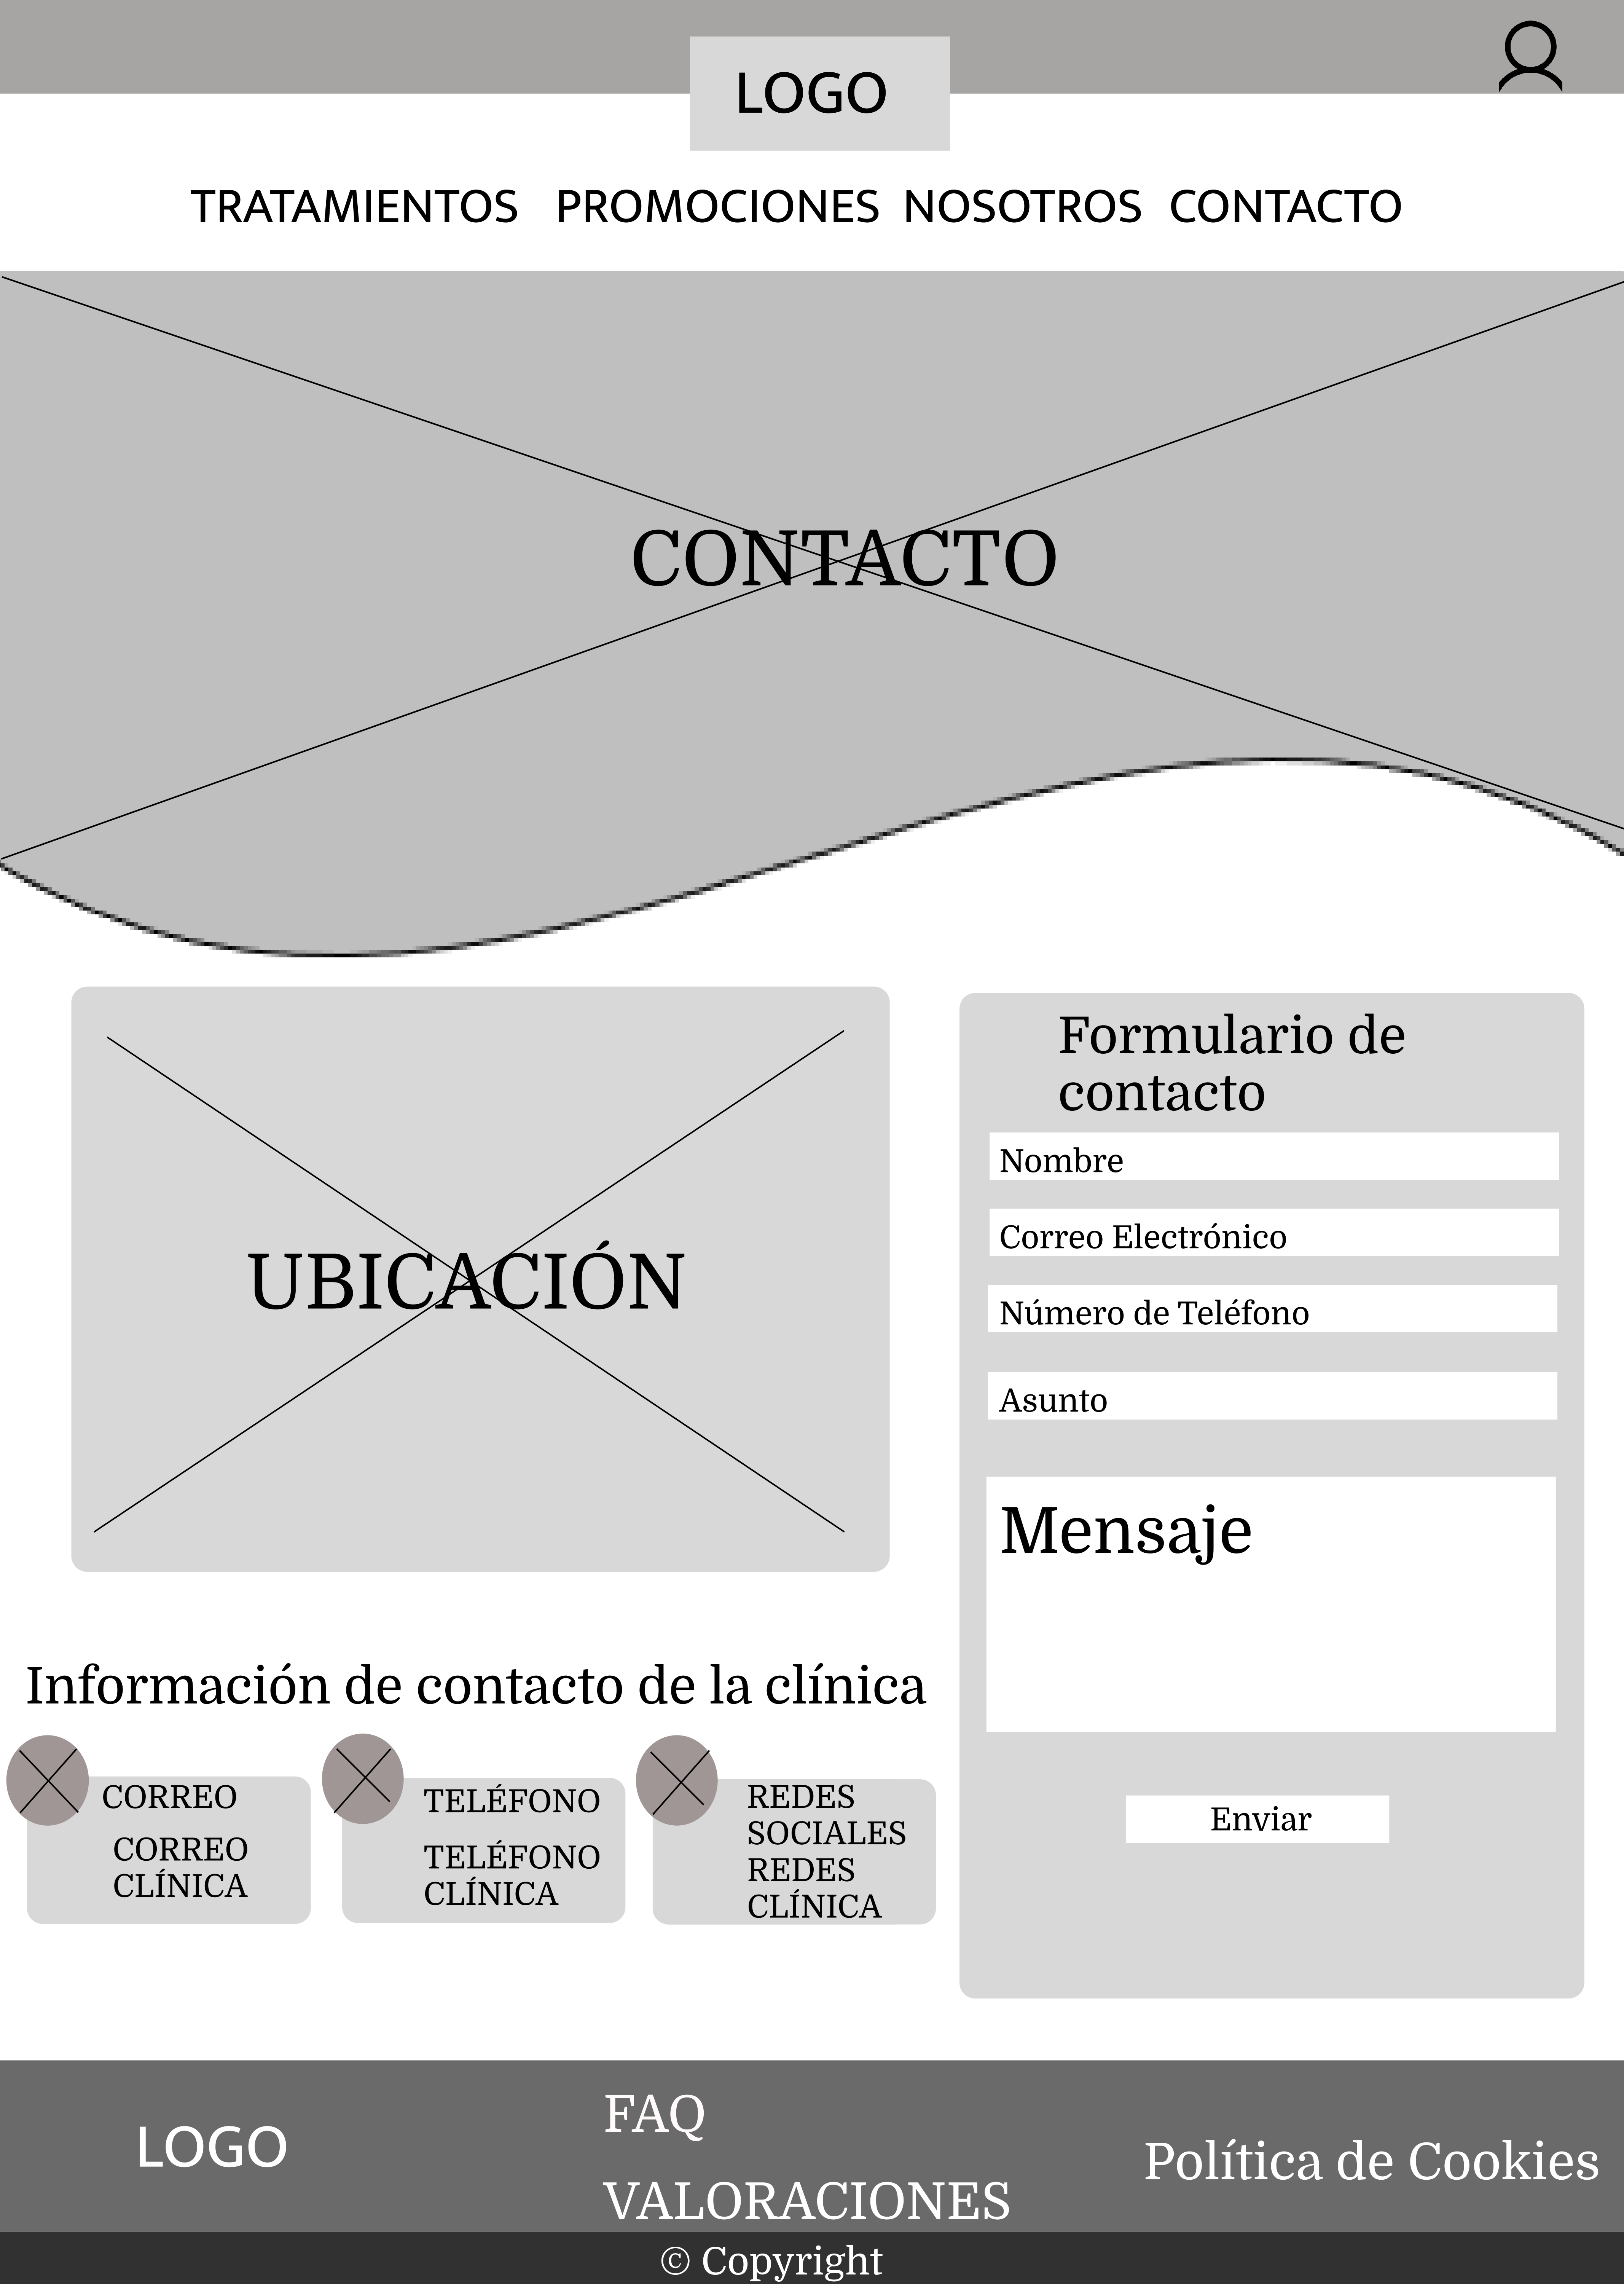 LOGO
TRATAMIENTOS PROMOCIONES NOSOTROS CONTACTO
CONTACTO
UBICACIÓN
Formulario de
contacto
Nombre
Correo Electrónico
Número de Teléfono
Asunto
Mensaje
Enviar
Información de contacto de la clínica
CORREO
CORREO
CLÍNICA
TELÉFONO
TELÉFONO
CLÍNICA
REDES
SOCIALES
REDES
CLÍNICA
LOGO
FAQ
VALORACIONES
Política de Cookies
© Copyright